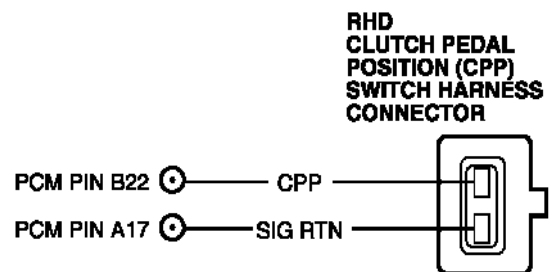 RHD
CLUTCH PEDAL
POSITION (CPP)
SWITCH HARNESS
CONNECTOR
PCM PIN B22 CPP
PCM PIN A17 SIG RTN